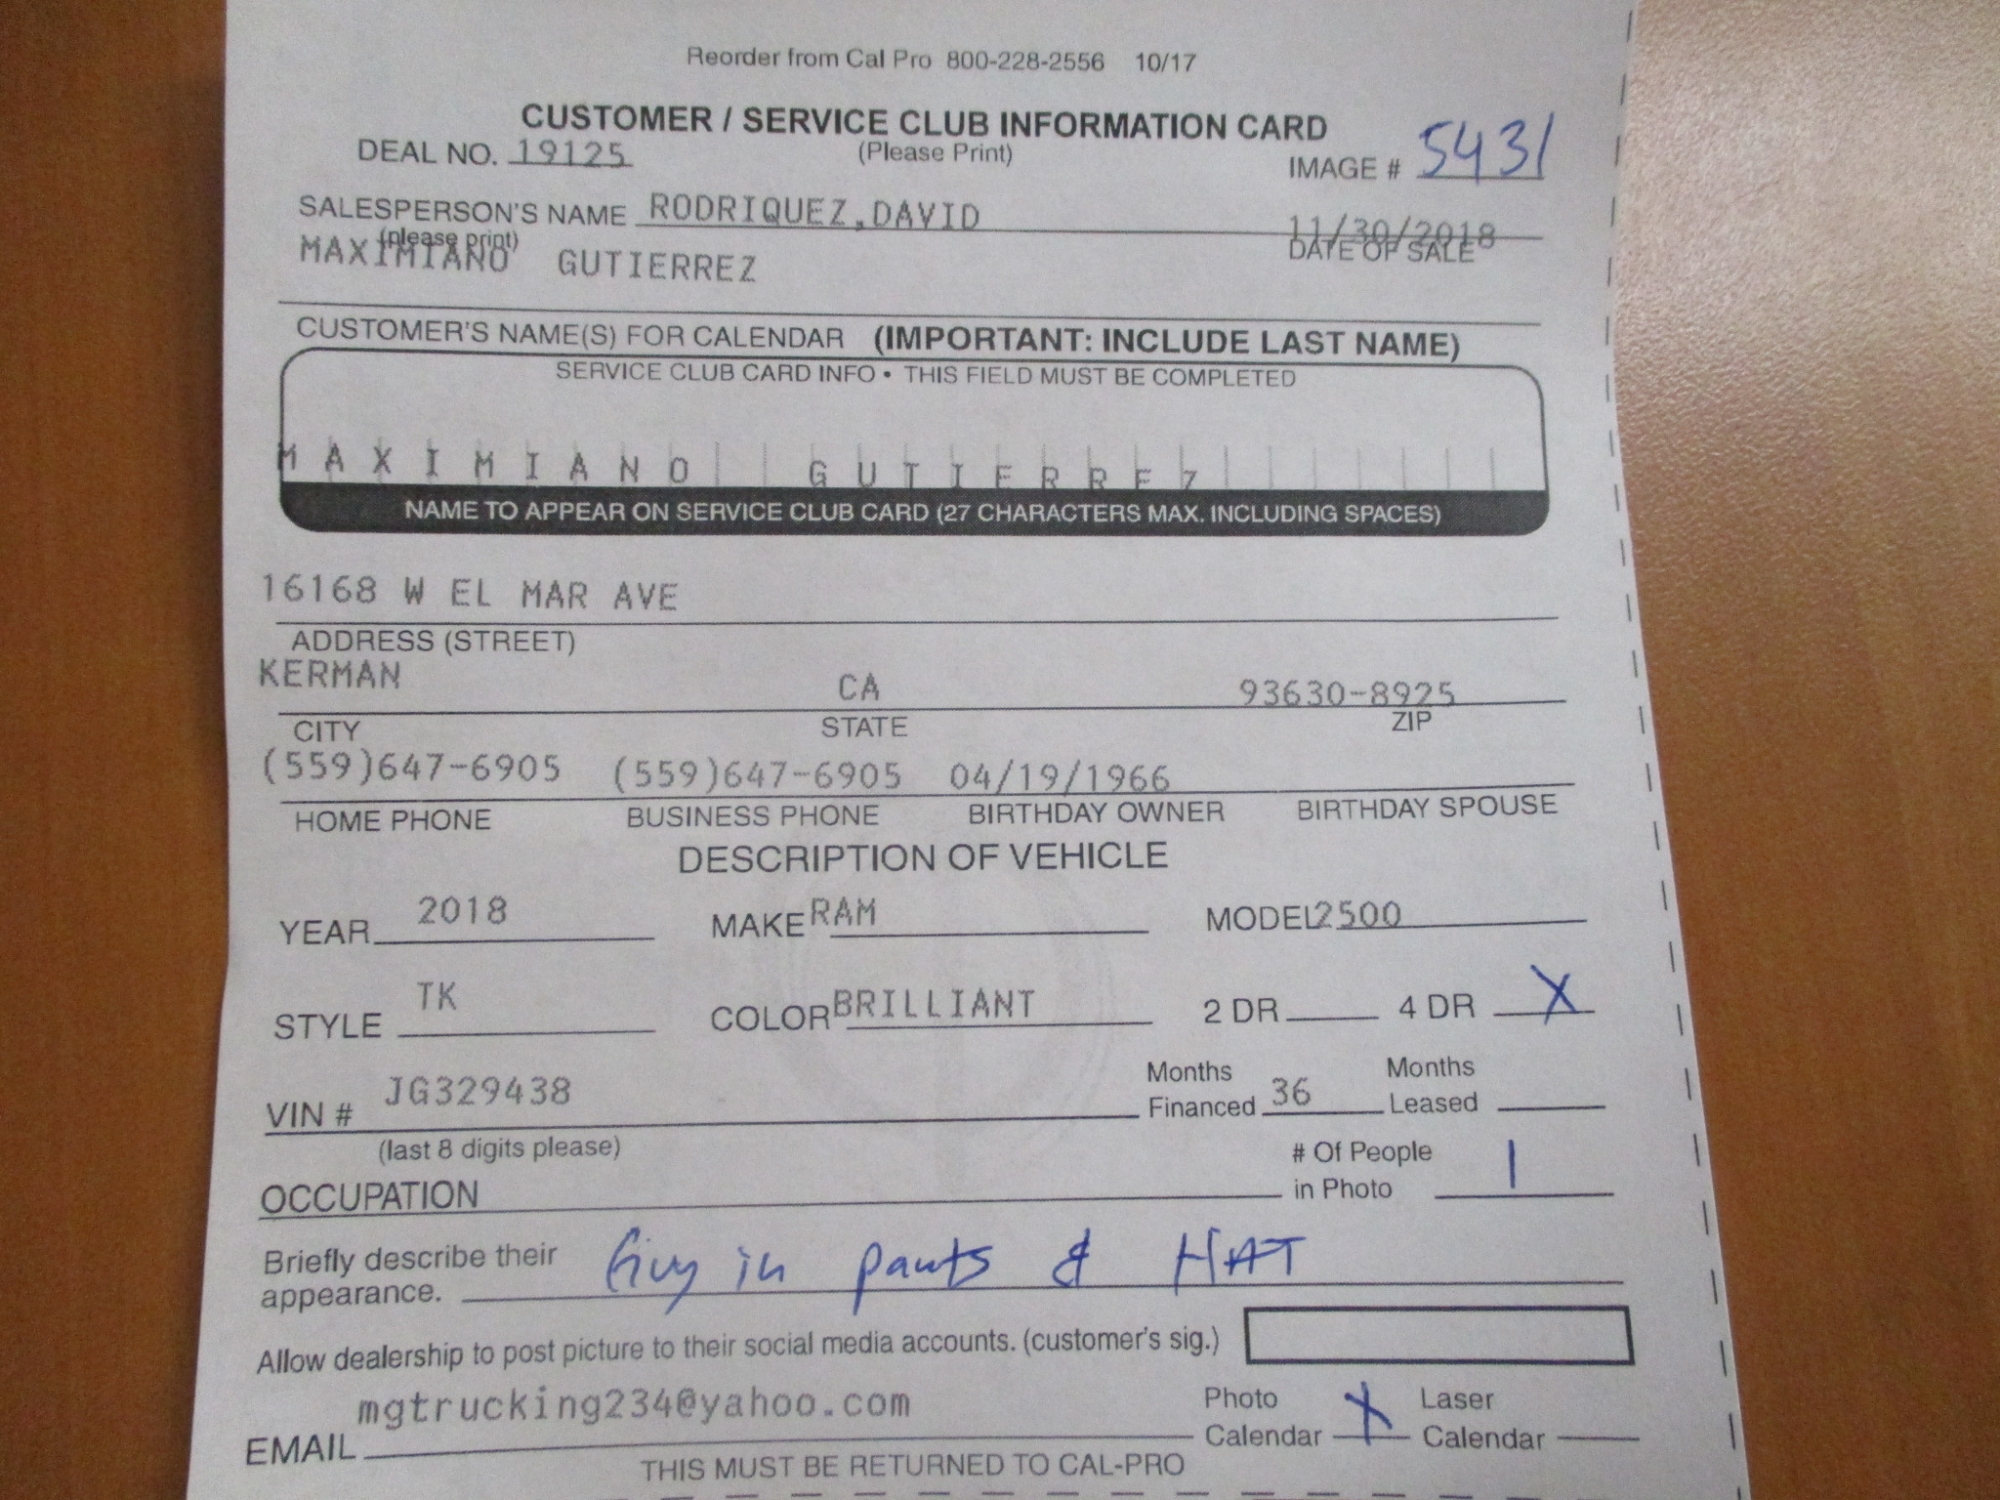 Reorder from Cal Pro 800-228-2556 10/17
CUSTOMER / SERVICE CLUB INFORMATION CARD
DEAL NO. 19125 (Please Print) IMAGE # 5431
SALESPERSON'S NAME RODRIQUEZ,DAVID 11/30/2018
(please print) DATE OF SALE
MAXIMIANO GUTIERREZ
CUSTOMER'S NAME(S) FOR CALENDAR (IMPORTANT: INCLUDE LAST NAME)
SERVICE CLUB CARD INFO • THIS FIELD MUST BE COMPLETED
MAXIMIANO GUTIERREZ
NAME TO APPEAR ON SERVICE CLUB CARD (27 CHARACTERS MAX. INCLUDING SPACES)
16168 W EL MAR AVE
ADDRESS (STREET)
KERMAN CA 93630-8925
CITY STATE ZIP
(559)647-6905 (559)647-6905 04/19/1966
HOME PHONE BUSINESS PHONE BIRTHDAY OWNER BIRTHDAY SPOUSE
DESCRIPTION OF VEHICLE
YEAR 2018 MAKE RAM MODEL 2500
STYLE TK COLOR BRILLIANT 2 DR 4 DR X
VIN # JG329438 Months Financed 36 Months Leased
(last 8 digits please) # Of People in Photo 1
OCCUPATION
Briefly describe their appearance. Guy in pants & HAT
Allow dealership to post picture to their social media accounts. (customer's sig.)
EMAIL mgtrucking234@yahoo.com Photo Calendar X Laser Calendar
THIS MUST BE RETURNED TO CAL-PRO